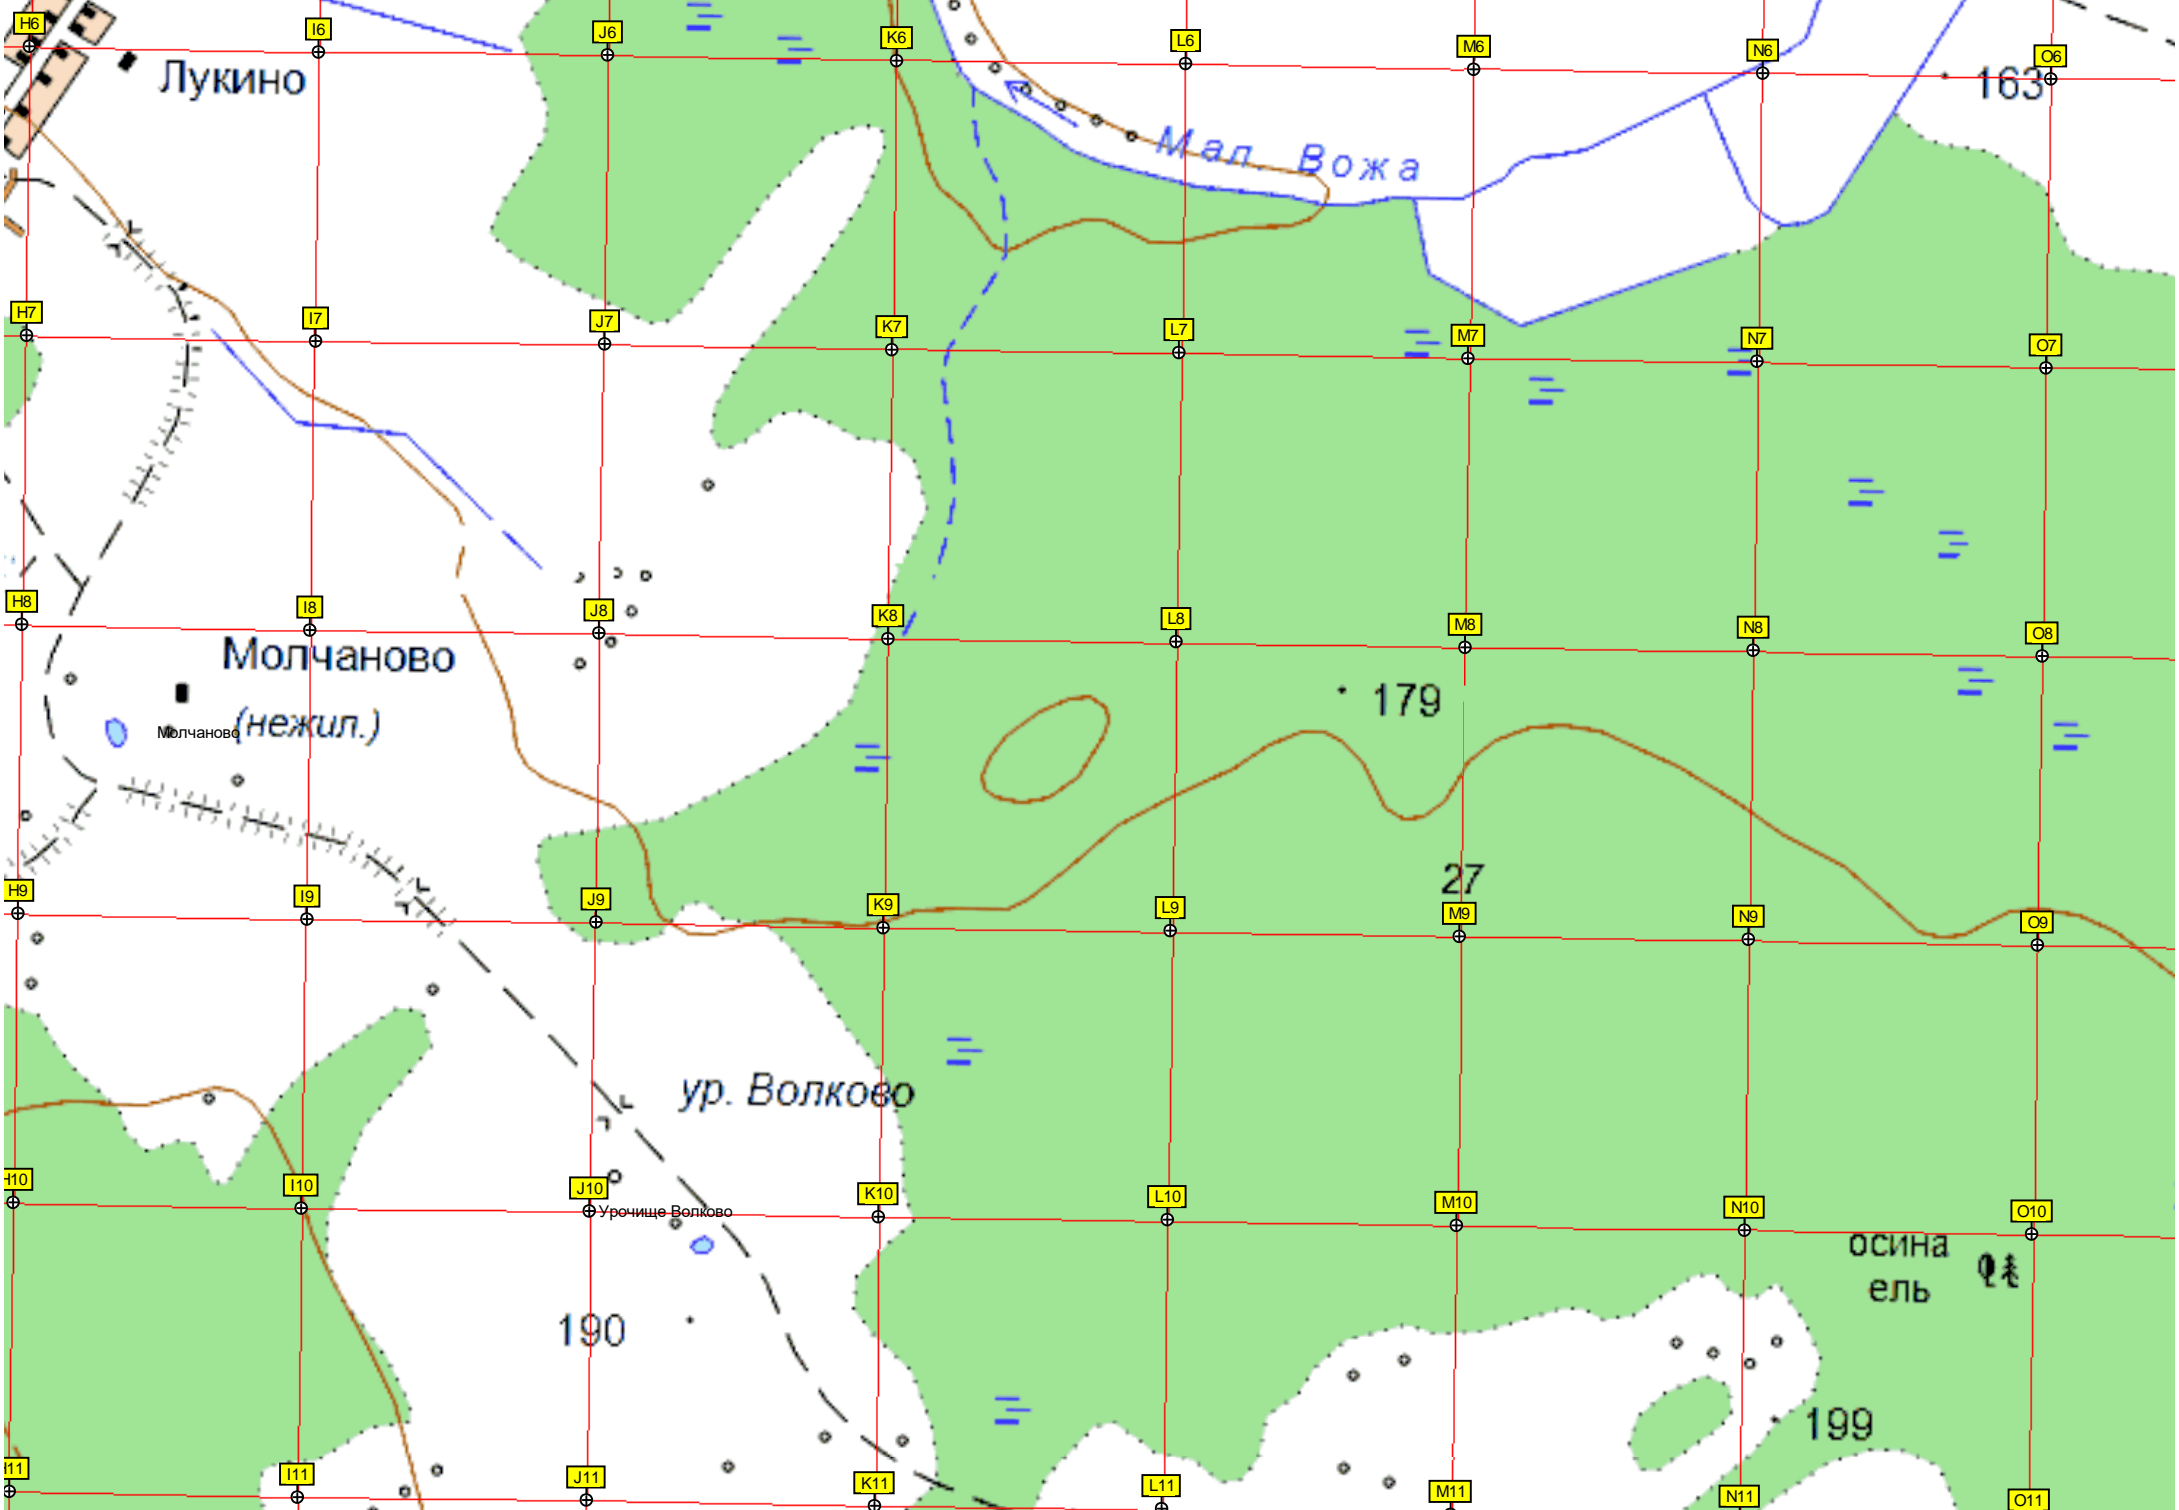 H6
I6
J6
K6
L6
M6
N6
O6
Лукино
163
Мал. Вожа
H7
I7
J7
K7
L7
M7
N7
O7
H8
I8
J8
K8
L8
M8
N8
O8
Молчаново
179
(нежил.)
Молчаново
27
H9
I9
J9
K9
L9
M9
N9
O9
ур. Волково
H10
I10
J10
K10
L10
M10
N10
O10
Урочище Волково
осина
ель
190
199
H11
I11
J11
K11
L11
M11
N11
O11